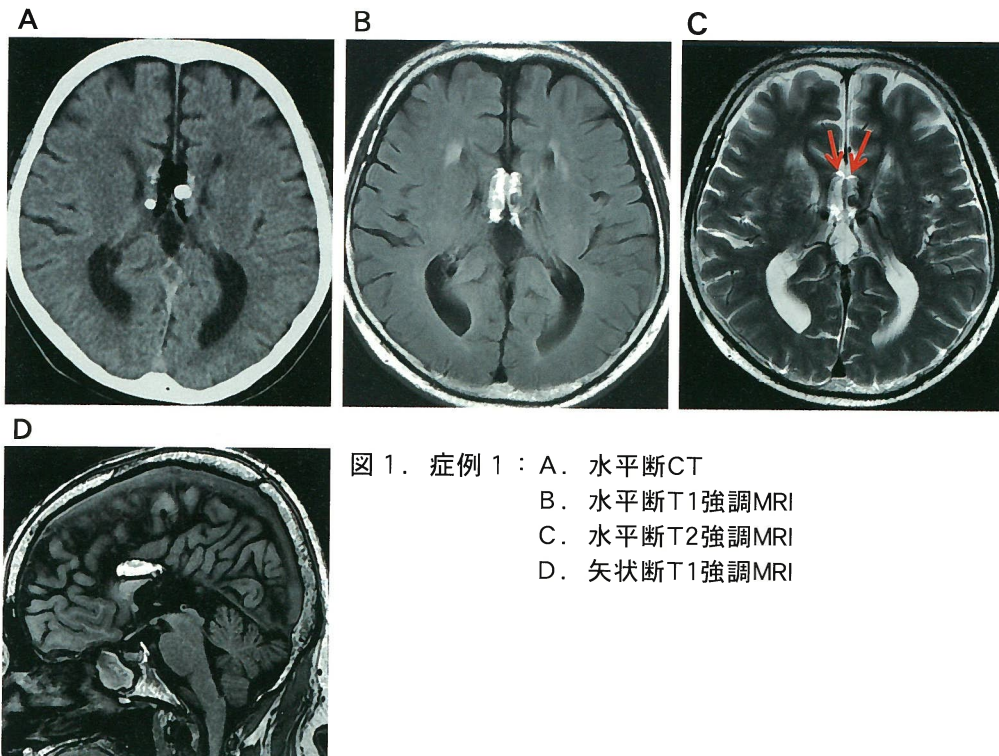 A
B
C
D
図1. 症例1：A. 水平断CT
B. 水平断T1強調MRI
C. 水平断T2強調MRI
D. 矢状断T1強調MRI